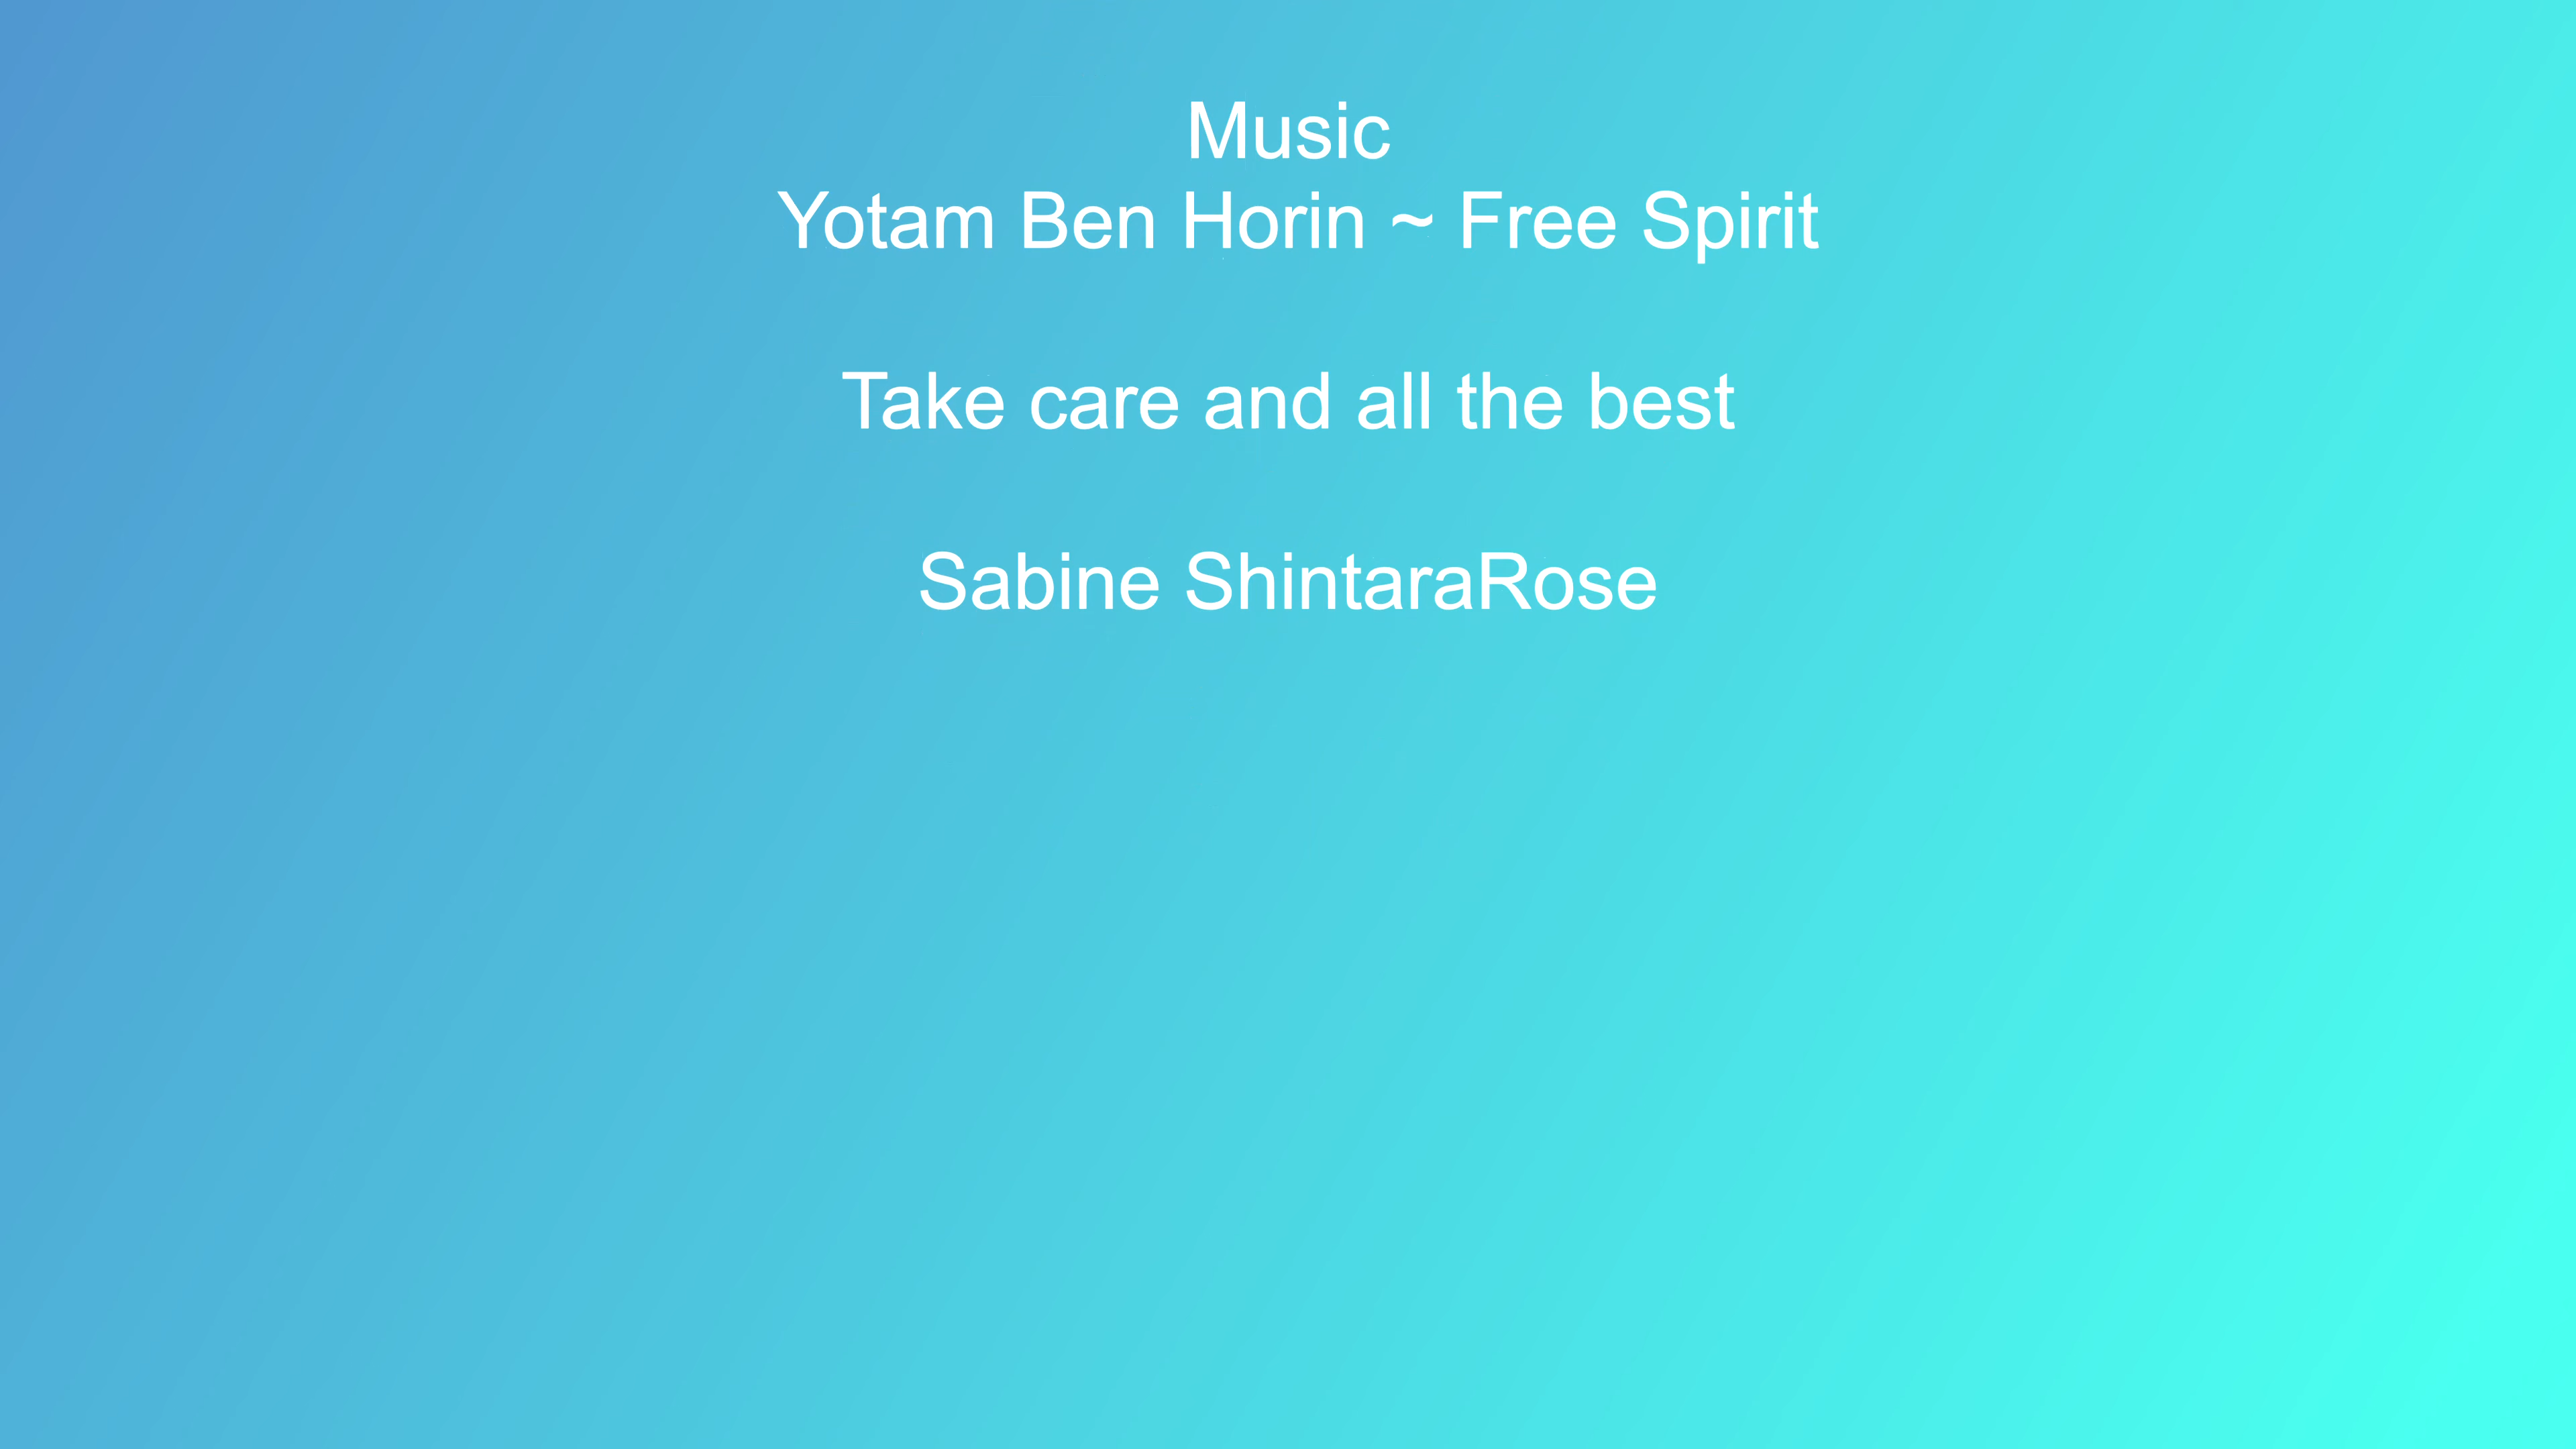 Music
Yotam Ben Horin ~ Free Spirit
Take care and all the best
Sabine ShintaraRose